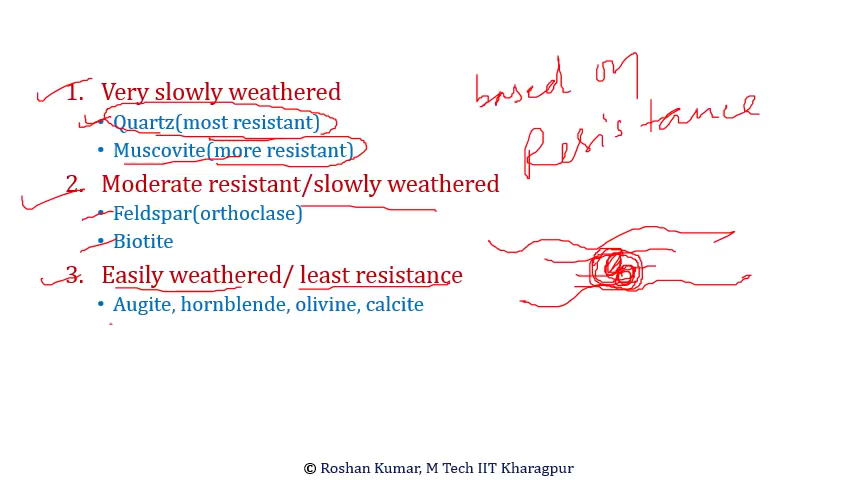 1. Very slowly weathered
• Quartz(most resistant)
• Muscovite(more resistant)
2. Moderate resistant/slowly weathered
• Feldspar(orthoclase)
• Biotite
3. Easily weathered/ least resistance
• Augite, hornblende, olivine, calcite
based on
Resistance
© Roshan Kumar, M Tech IIT Kharagpur